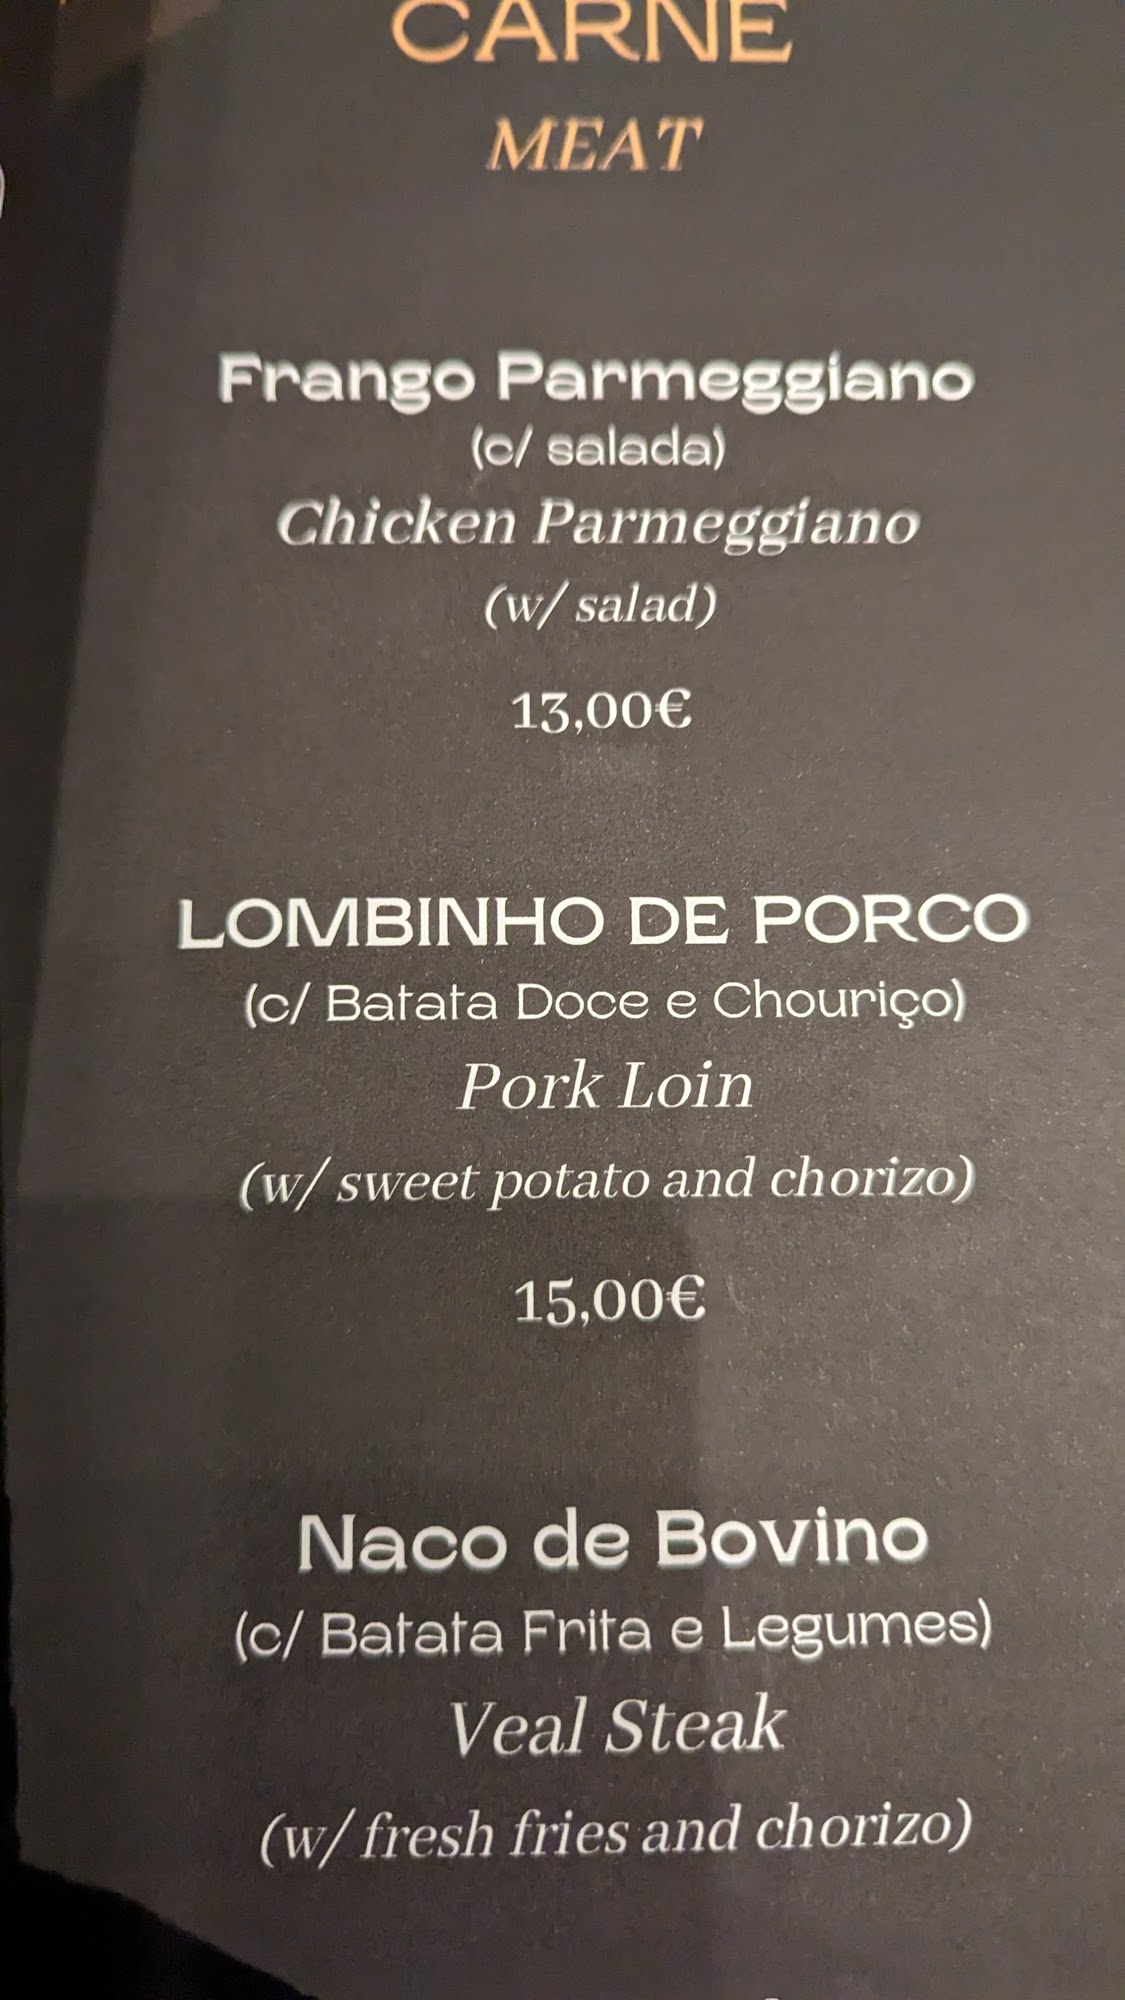 CARNE
MEAT
Frango Parmeggiano
(c/ salada)
Chicken Parmeggiano
(w/ salad)
13,00€
LOMBINHO DE PORCO
(c/ Batata Doce e Chouriço)
Pork Loin
(w/ sweet potato and chorizo)
15,00€
Naco de Bovino
(c/ Batata Frita e Legumes)
Veal Steak
(w/ fresh fries and chorizo)